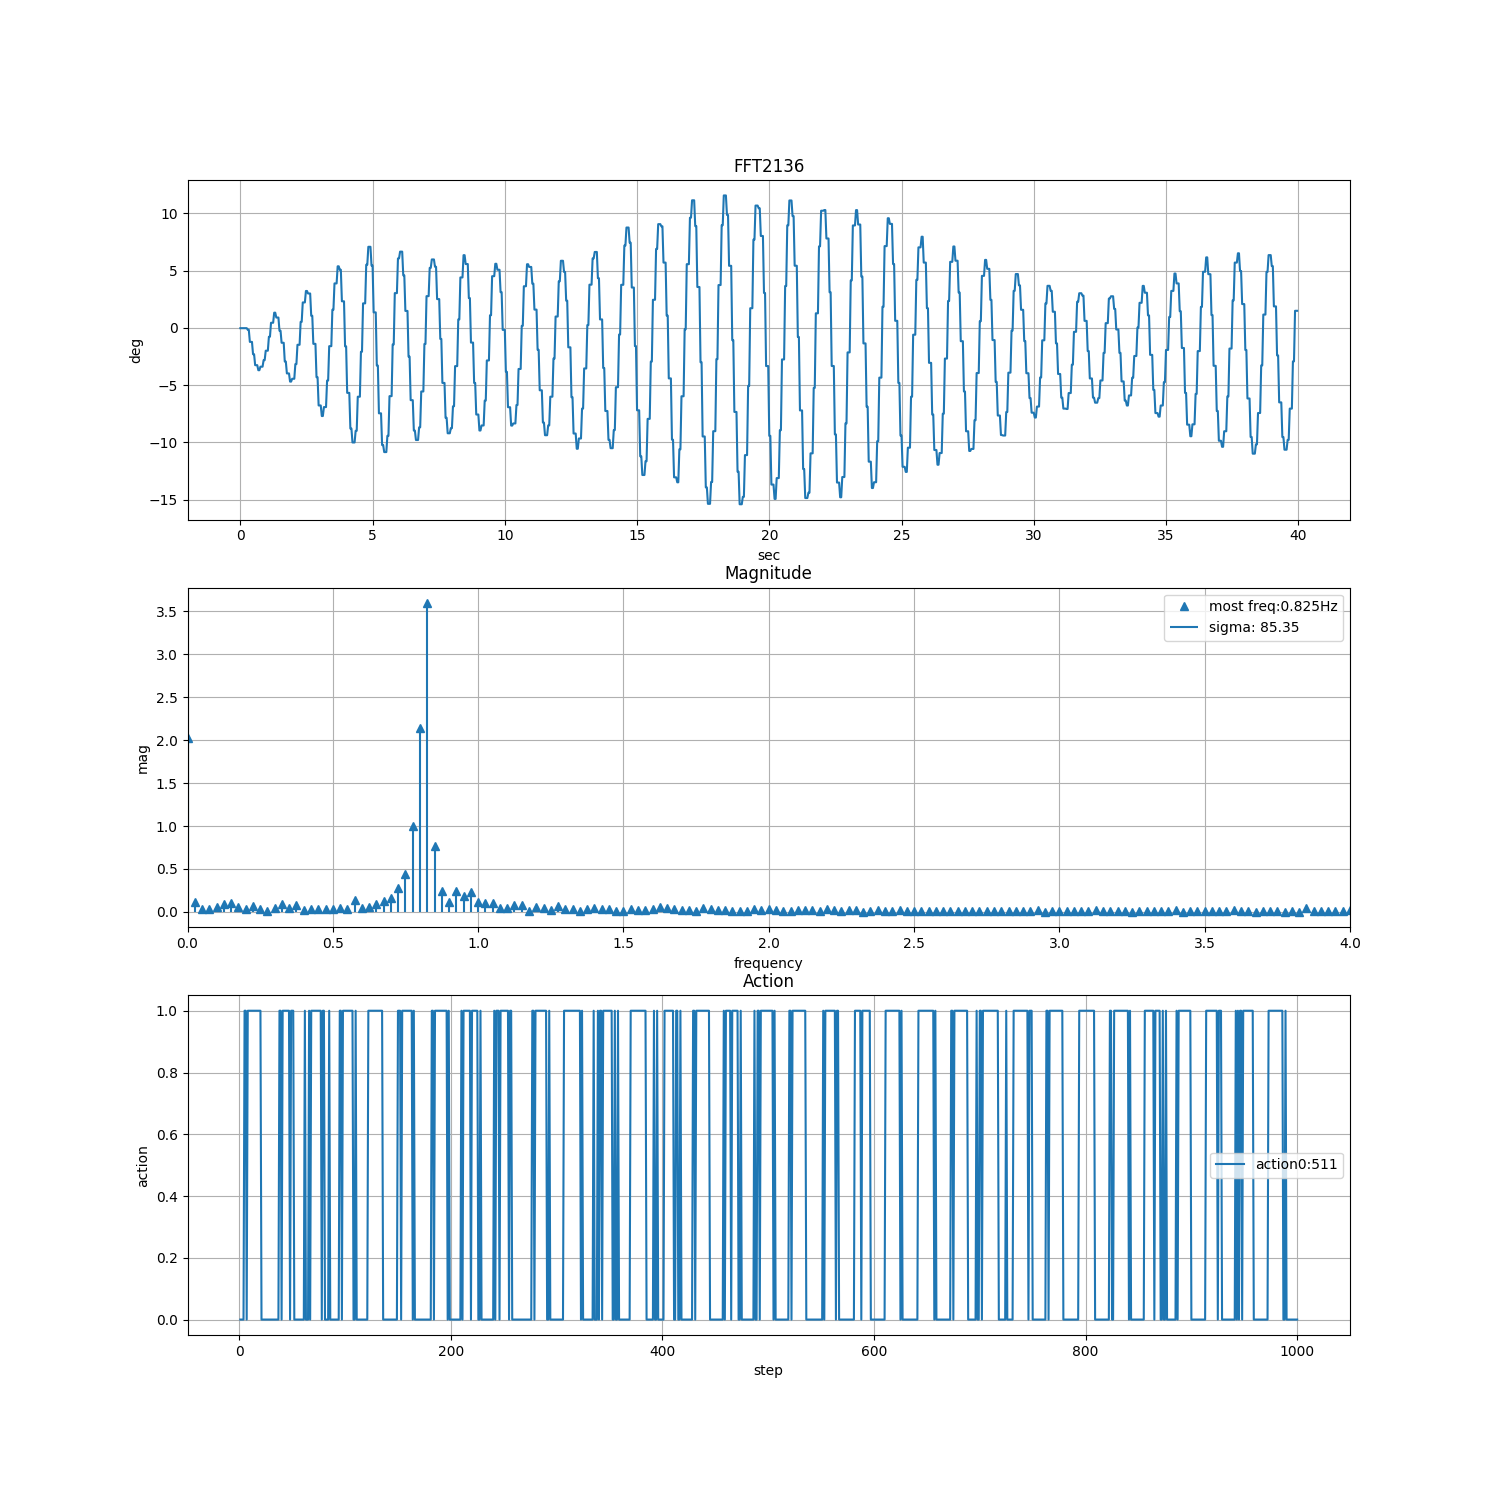 FFT2136
10
5
0
−5
−10
−15
deg
0 5 10 15 20 25 30 35 40
sec
Magnitude
3.5
3.0
2.5
2.0
1.5
1.0
0.5
0.0
mag
most freq:0.825Hz
sigma: 85.35
0.0 0.5 1.0 1.5 2.0 2.5 3.0 3.5 4.0
frequency
Action
1.0
0.8
0.6
0.4
0.2
0.0
action
action0:511
0 200 400 600 800 1000
step